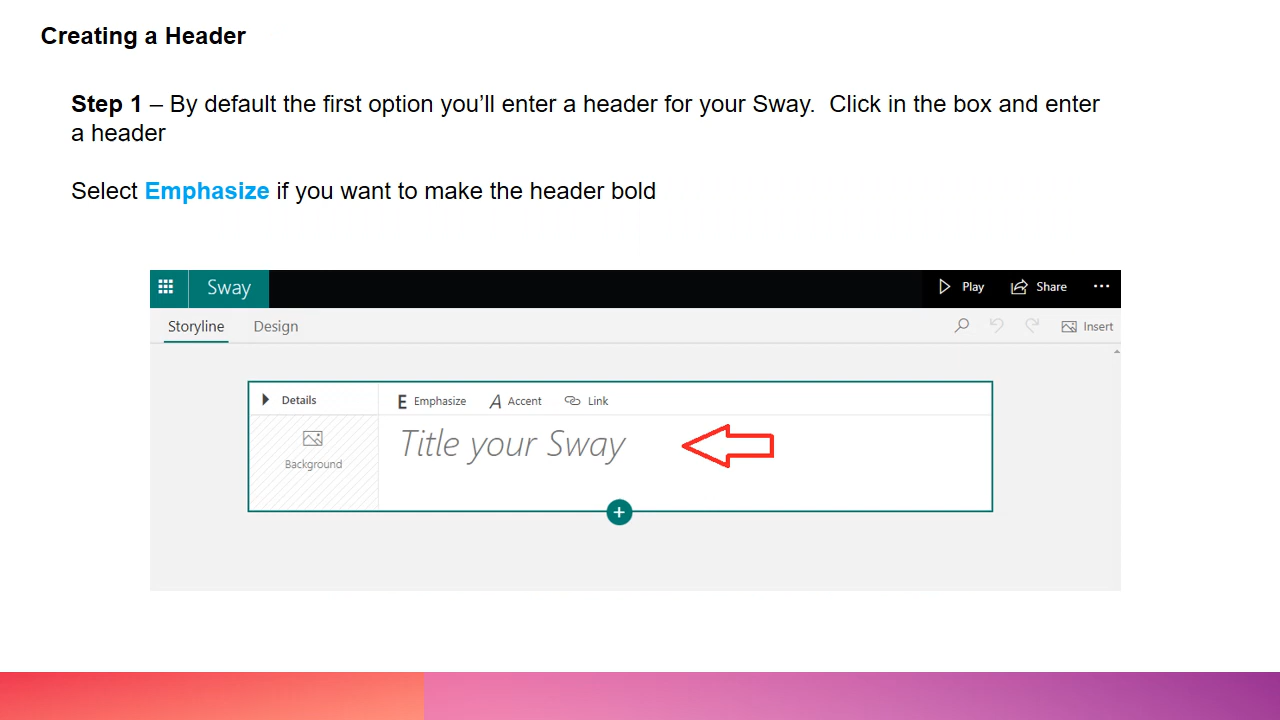 Creating a Header
Step 1 – By default the first option you’ll enter a header for your Sway.  Click in the box and enter
a header
Select Emphasize if you want to make the header bold
Sway
Play
Share
Storyline
Design
Insert
Details
E Emphasize
A Accent
Link
Background
Title your Sway